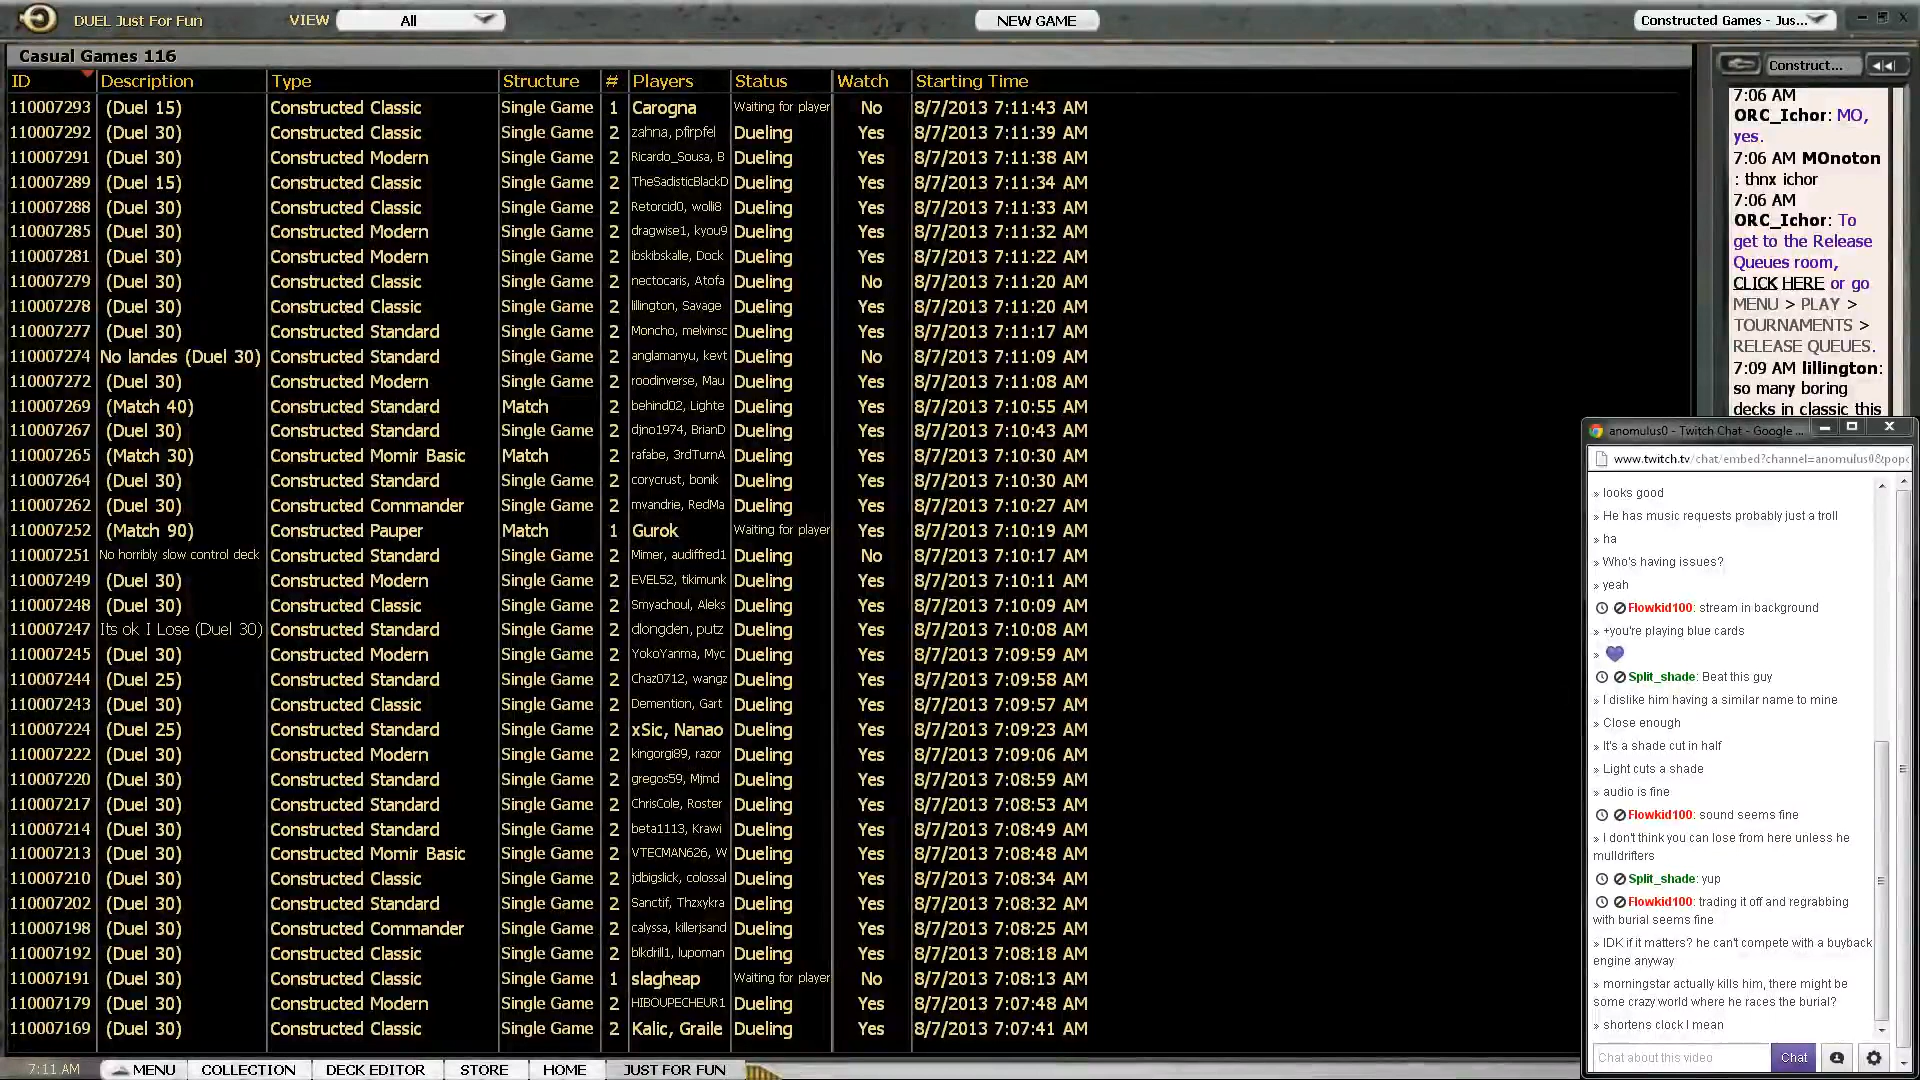 DUEL Just For Fun VIEW All NEW GAME Constructed Games - Jus...
Casual Games 116
ID Description Type Structure # Players Status Watch Starting Time
110007293 (Duel 15) Constructed Classic Single Game 1 Carogna Waiting for player No 8/7/2013 7:11:43 AM
110007292 (Duel 30) Constructed Classic Single Game 2 zahna, pfirpfel Dueling Yes 8/7/2013 7:11:39 AM
110007291 (Duel 30) Constructed Modern Single Game 2 Ricardo_Sousa, B Dueling Yes 8/7/2013 7:11:38 AM
110007289 (Duel 15) Constructed Classic Single Game 2 TheSadisticBlackD Dueling Yes 8/7/2013 7:11:34 AM
110007288 (Duel 30) Constructed Classic Single Game 2 Retorcid0, wolli8 Dueling Yes 8/7/2013 7:11:33 AM
110007285 (Duel 30) Constructed Modern Single Game 2 dragwise1, kyou9 Dueling Yes 8/7/2013 7:11:32 AM
110007281 (Duel 30) Constructed Modern Single Game 2 ibskibskalle, Dock Dueling Yes 8/7/2013 7:11:22 AM
110007279 (Duel 30) Constructed Classic Single Game 2 nectocaris, Atofa Dueling No 8/7/2013 7:11:20 AM
110007278 (Duel 30) Constructed Classic Single Game 2 lillington, Savage Dueling Yes 8/7/2013 7:11:20 AM
110007277 (Duel 30) Constructed Standard Single Game 2 Moncho, melvinsc Dueling Yes 8/7/2013 7:11:17 AM
110007274 No landes (Duel 30) Constructed Standard Single Game 2 anglamanyu, kevt Dueling No 8/7/2013 7:11:09 AM
110007272 (Duel 30) Constructed Modern Single Game 2 roodinverse, Mau Dueling Yes 8/7/2013 7:11:08 AM
110007269 (Match 40) Constructed Standard Match 2 behind02, Lighte Dueling Yes 8/7/2013 7:10:55 AM
110007267 (Duel 30) Constructed Standard Single Game 2 djno1974, BrianD Dueling Yes 8/7/2013 7:10:43 AM
110007265 (Match 30) Constructed Momir Basic Match 2 rafabe, 3rdTurnA Dueling Yes 8/7/2013 7:10:30 AM
110007264 (Duel 30) Constructed Standard Single Game 2 corycrust, bonik Dueling Yes 8/7/2013 7:10:30 AM
110007262 (Duel 30) Constructed Commander Single Game 2 mvandrie, RedMa Dueling Yes 8/7/2013 7:10:27 AM
110007252 (Match 90) Constructed Pauper Match 1 Gurok Waiting for player Yes 8/7/2013 7:10:19 AM
110007251 No horribly slow control deck Constructed Standard Single Game 2 Mimer, audiffred1 Dueling No 8/7/2013 7:10:17 AM
110007249 (Duel 30) Constructed Modern Single Game 2 EVEL52, tikimunk Dueling Yes 8/7/2013 7:10:11 AM
110007248 (Duel 30) Constructed Classic Single Game 2 Smyachoul, Aleks Dueling Yes 8/7/2013 7:10:09 AM
110007247 Its ok I Lose (Duel 30) Constructed Standard Single Game 2 dlongden, putz Dueling Yes 8/7/2013 7:10:08 AM
110007245 (Duel 30) Constructed Modern Single Game 2 YokoYanma, Myc Dueling Yes 8/7/2013 7:09:59 AM
110007244 (Duel 25) Constructed Standard Single Game 2 Chaz0712, wangz Dueling Yes 8/7/2013 7:09:58 AM
110007243 (Duel 30) Constructed Classic Single Game 2 Demention, Gart Dueling Yes 8/7/2013 7:09:57 AM
110007224 (Duel 25) Constructed Standard Single Game 2 xSic, Nanao Dueling Yes 8/7/2013 7:09:23 AM
110007222 (Duel 30) Constructed Modern Single Game 2 kingorgi89, razor Dueling Yes 8/7/2013 7:09:06 AM
110007220 (Duel 30) Constructed Standard Single Game 2 gregos59, Mjmd Dueling Yes 8/7/2013 7:08:59 AM
110007217 (Duel 30) Constructed Standard Single Game 2 ChrisCole, Roster Dueling Yes 8/7/2013 7:08:53 AM
110007214 (Duel 30) Constructed Standard Single Game 2 beta1113, Krawi Dueling Yes 8/7/2013 7:08:49 AM
110007213 (Duel 30) Constructed Momir Basic Single Game 2 VTECMAN626, W Dueling Yes 8/7/2013 7:08:48 AM
110007210 (Duel 30) Constructed Classic Single Game 2 jdbigslick, colossal Dueling Yes 8/7/2013 7:08:34 AM
110007202 (Duel 30) Constructed Standard Single Game 2 Sanctif, Thzxykra Dueling Yes 8/7/2013 7:08:32 AM
110007198 (Duel 30) Constructed Commander Single Game 2 calyssa, killerjsand Dueling Yes 8/7/2013 7:08:25 AM
110007192 (Duel 30) Constructed Classic Single Game 2 blkdrill1, lupoman Dueling Yes 8/7/2013 7:08:18 AM
110007191 (Duel 30) Constructed Classic Single Game 1 slagheap Waiting for player No 8/7/2013 7:08:13 AM
110007179 (Duel 30) Constructed Modern Single Game 2 HIBOUPECHEUR1 Dueling Yes 8/7/2013 7:07:48 AM
110007169 (Duel 30) Constructed Classic Single Game 2 Kalic, Graile Dueling Yes 8/7/2013 7:07:41 AM
7:11 AM MENU COLLECTION DECK EDITOR STORE HOME JUST FOR FUN
Construct...
7:06 AM
ORC_Ichor: MO,
yes.
7:06 AM MOnoton
: thnx ichor
7:06 AM
ORC_Ichor: To
get to the Release
Queues room,
CLICK HERE or go
MENU > PLAY >
TOURNAMENTS >
RELEASE QUEUES.
7:09 AM lillington:
so many boring
decks in classic this
anomulus0 - Twitch Chat - Google ...
www.twitch.tv/chat/embed?channel=anomulus0&popo
» looks good
» He has music requests probably just a troll
» ha
» Who's having issues?
» yeah
Flowkid100: stream in background
» +you're playing blue cards
» 💜
Split_shade: Beat this guy
» I dislike him having a similar name to mine
» Close enough
» It's a shade cut in half
» Light cuts a shade
» audio is fine
Flowkid100: sound seems fine
» I don't think you can lose from here unless he
mulldrifters
Split_shade: yup
Flowkid100: trading it off and regrabbing
with burial seems fine
» IDK if it matters? he can't compete with a buyback
engine anyway
» morningstar actually kills him, there might be
some crazy world where he races the burial?
» shortens clock I mean
Chat about this video Chat